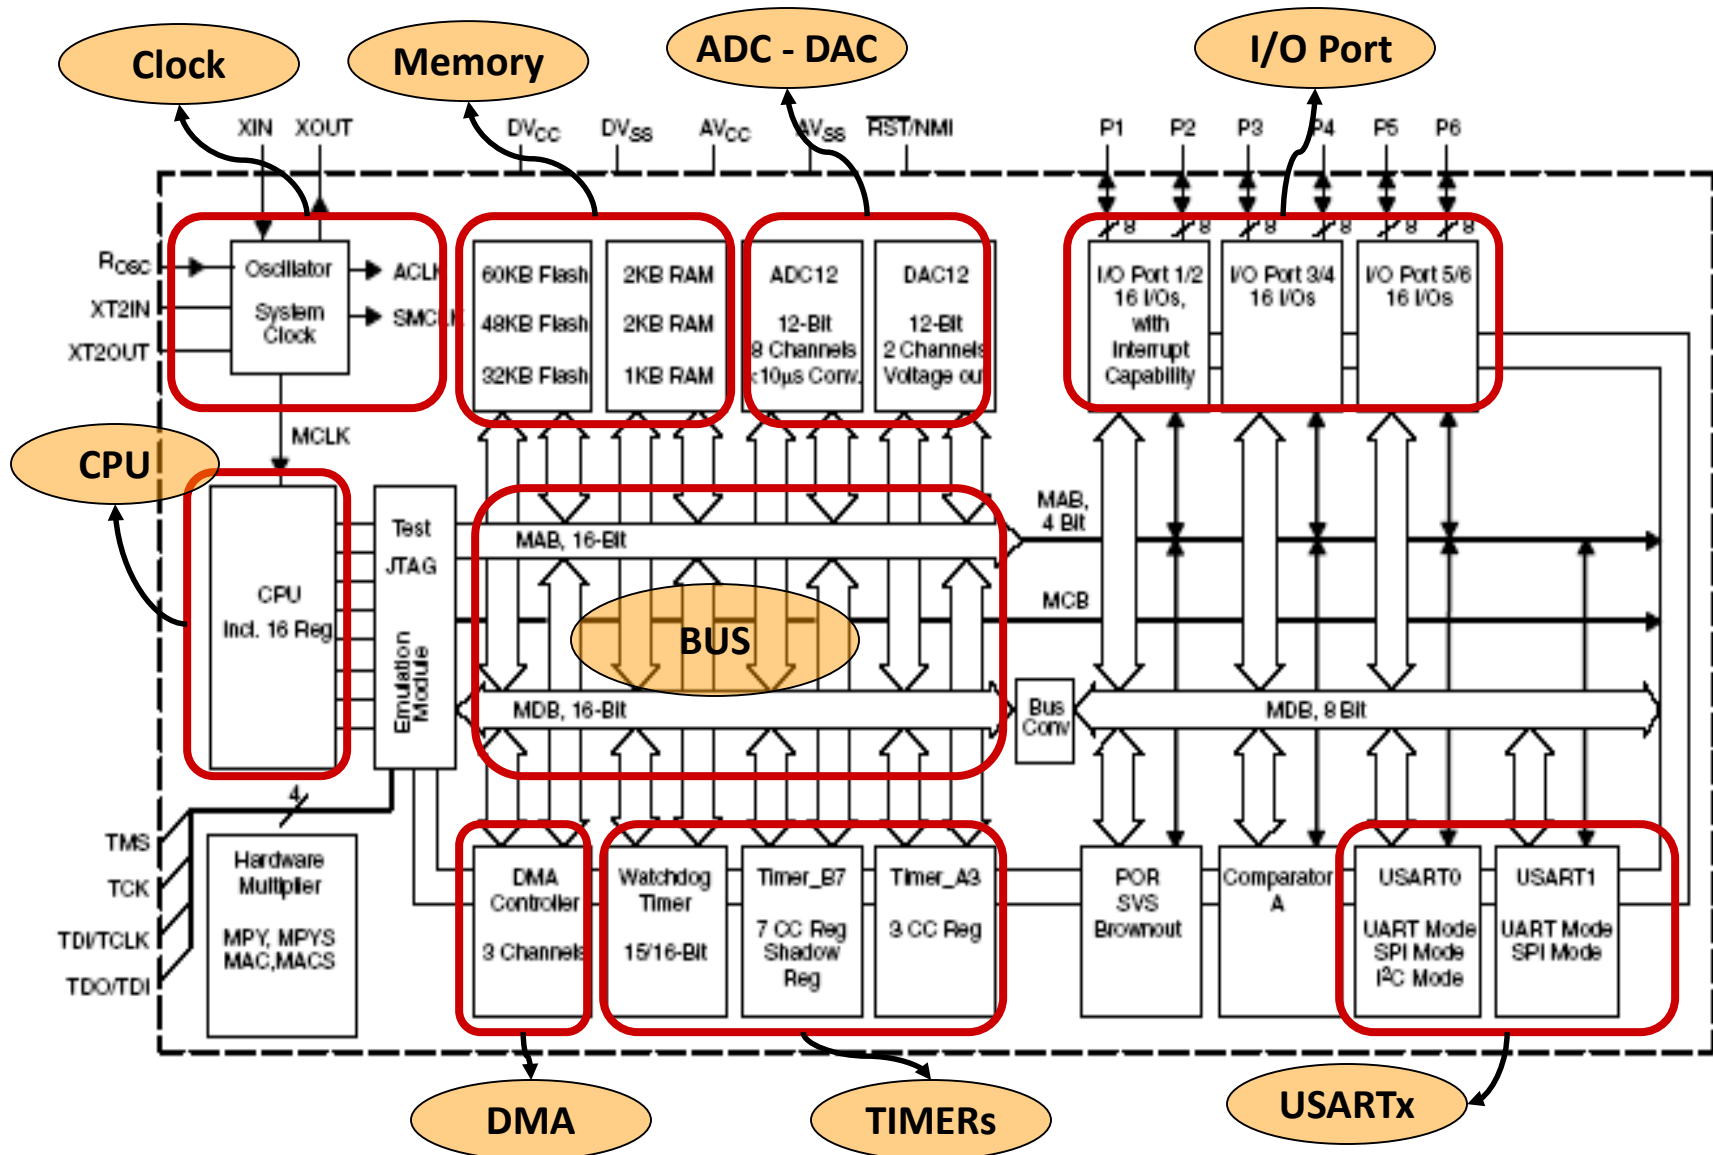 Clock
Memory
ADC - DAC
I/O Port
XIN
XOUT
DVCC
DVSS
AVCC
AVSS
RST/NMI
P1
P2
P3
P4
P5
P6
8
8
8
8
8
8
ROSC
XT2IN
XT2OUT
Oscillator
System
Clock
ACLK
SMCLK
60KB Flash
48KB Flash
32KB Flash
2KB RAM
2KB RAM
1KB RAM
ADC12
12-Bit
8 Channels
<10µs Conv.
DAC12
12-Bit
2 Channels
Voltage out
I/O Port 1/2
16 I/Os,
with
Interrupt
Capability
I/O Port 3/4
16 I/Os
I/O Port 5/6
16 I/Os
MCLK
CPU
CPU
Incl. 16 Reg.
Test
JTAG
Emulation
Module
MAB, 16-Bit
MAB,
4 Bit
MCB
BUS
MDB, 16-Bit
Bus
Conv
MDB, 8 Bit
4
TMS
TCK
TDI/TCLK
TDO/TDI
Hardware
Multiplier
MPY, MPYS
MAC,MACS
DMA
Controller
3 Channels
Watchdog
Timer
15/16-Bit
Timer_B7
7 CC Reg
Shadow
Reg
Timer_A3
3 CC Reg
POR
SVS
Brownout
Comparator
A
USART0
UART Mode
SPI Mode
I²C Mode
USART1
UART Mode
SPI Mode
DMA
TIMERs
USARTx